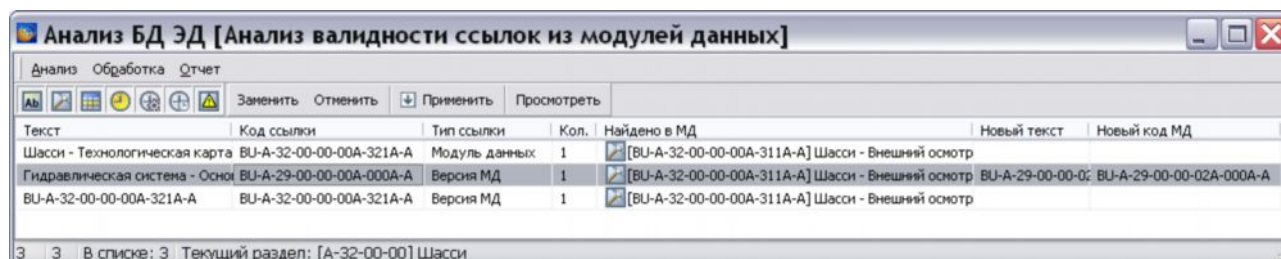 Анализ БД ЭД [Анализ валидности ссылок из модулей данных]
Анализ Обработка Отчет
Ab Заменить Отменить Применить Просмотреть
Текст Код ссылки Тип ссылки Кол. Найдено в МД Новый текст Новый код МД
Шасси - Технологическая карта BU-A-32-00-00-00A-321A-A Модуль данных 1 [BU-A-32-00-00-00A-311A-A] Шасси - Внешний осмотр
Гидравлическая система - Осно BU-A-29-00-00-00A-000A-A Версия МД 1 [BU-A-32-00-00-00A-311A-A] Шасси - Внешний осмотр BU-A-29-00-00-02 BU-A-29-00-00-02A-000A-A
BU-A-32-00-00-00A-321A-A BU-A-32-00-00-00A-321A-A Версия МД 1 [BU-A-32-00-00-00A-311A-A] Шасси - Внешний осмотр
3 3 В списке: 3 Текущий раздел: [A-32-00-00] Шасси